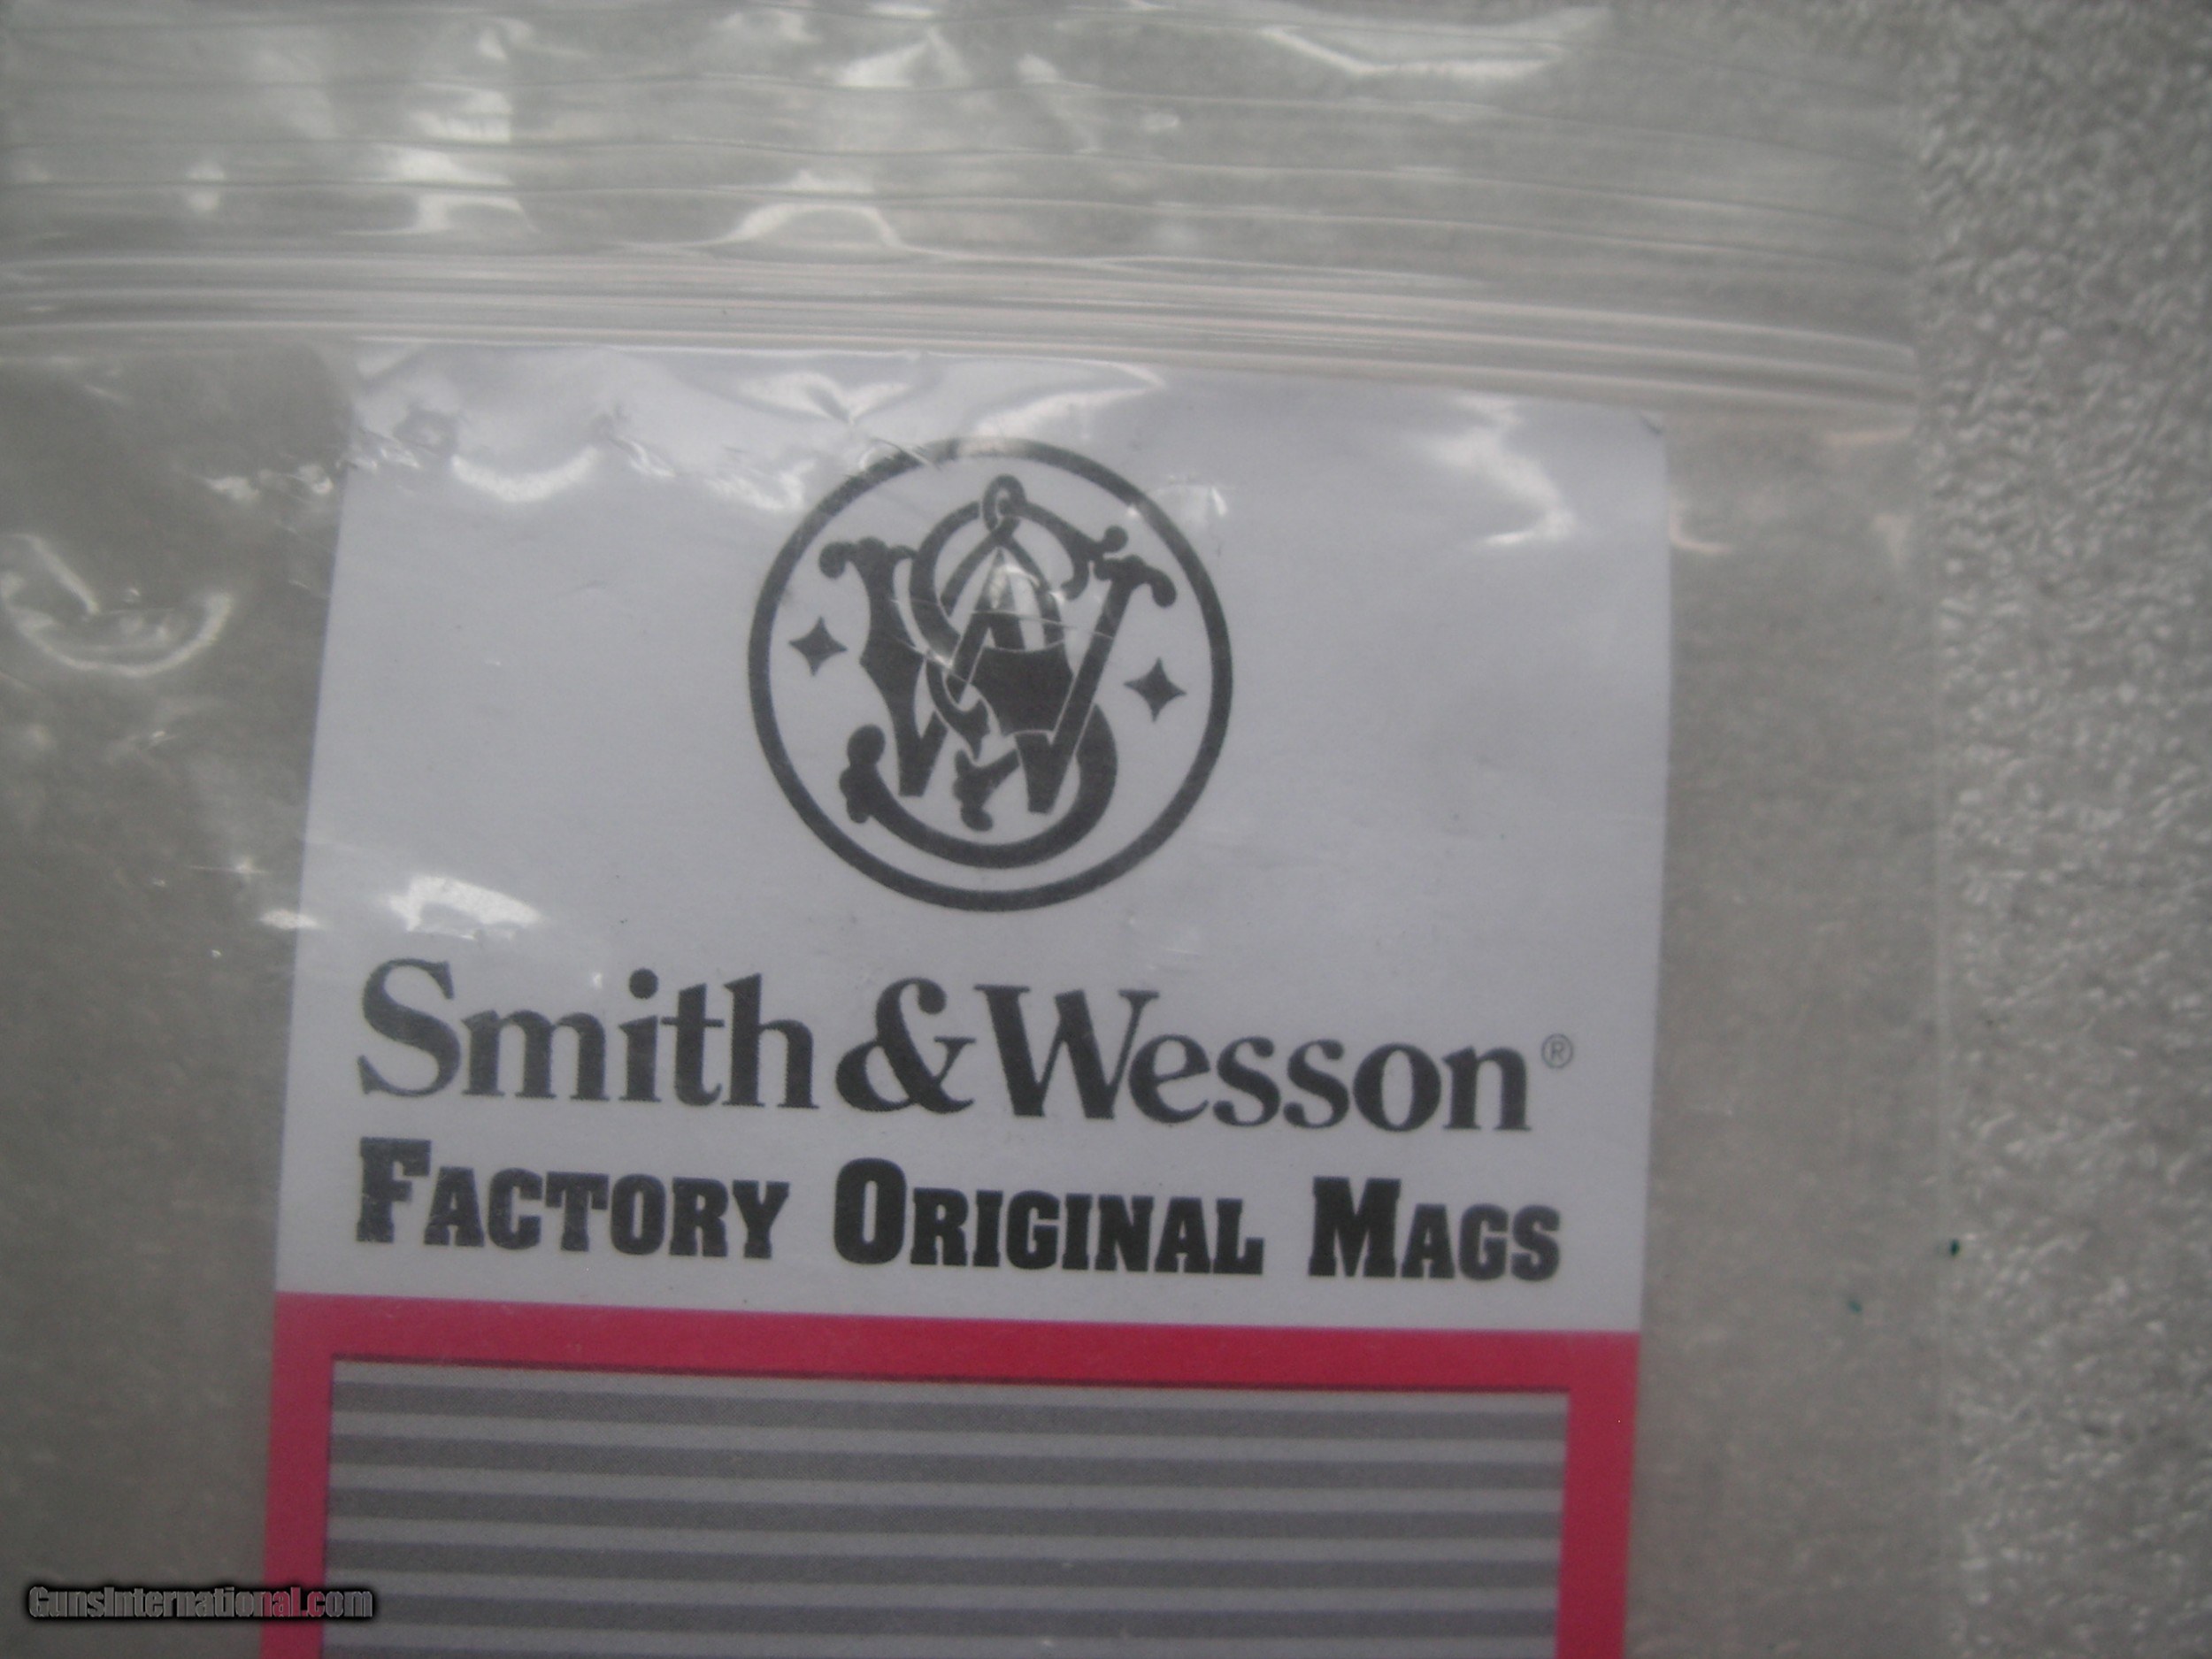 Smith & Wesson®
FACTORY ORIGINAL MAGS
GunsInternational.com